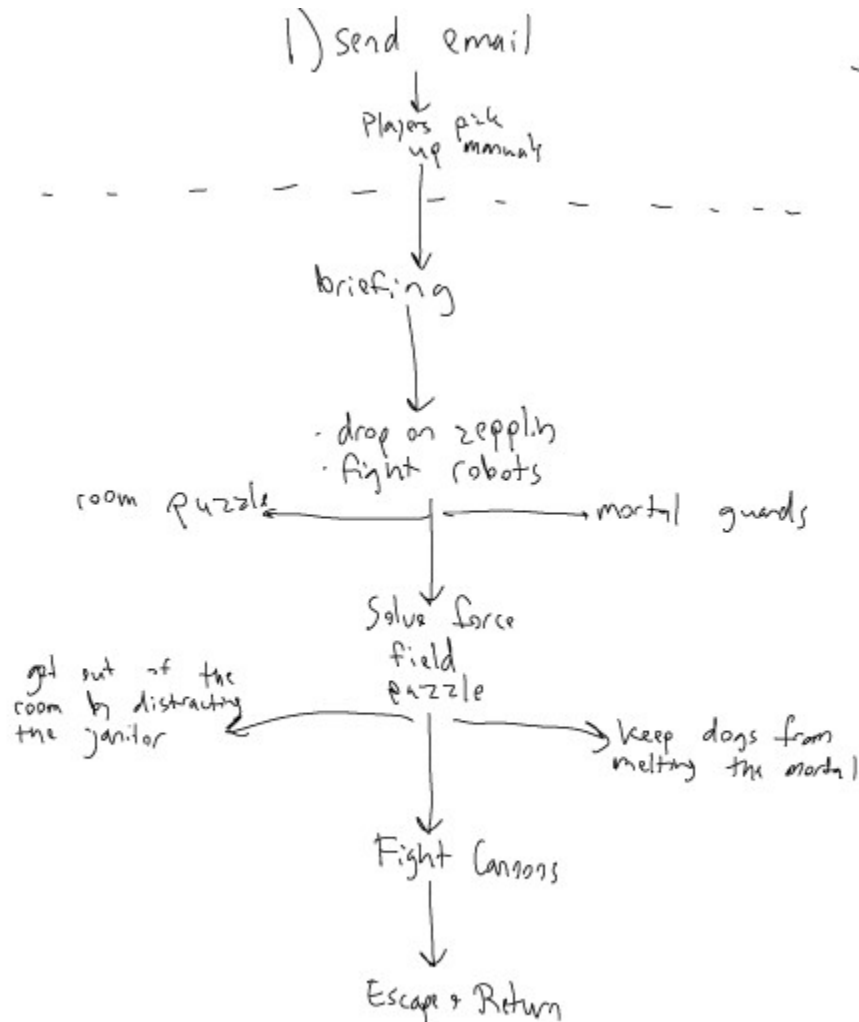 1) Send email
Players pick
up manuals
briefing
· drop on zepplin
· fight robots
room puzzle
mortal guards
Solve force
field
puzzle
get out of the
room by distracting
the janitor
keep dogs from
melting the mortal
Fight Cannons
Escape + Return